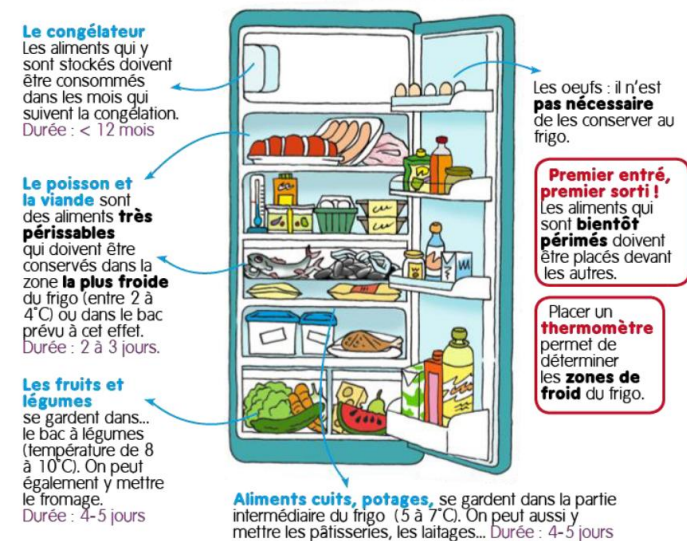 Le congélateur
Les aliments qui y
sont stockés doivent
être consommés
dans les mois qui
suivent la congélation.
Durée : < 12 mois
Le poisson et
la viande sont
des aliments très
périssables
qui doivent être
conservés dans la
zone la plus froide
du frigo (entre 2 à
4°C) ou dans le bac
prévu à cet effet.
Durée : 2 à 3 jours.
Les fruits et
légumes
se gardent dans...
le bac à légumes
(température de 8
à 10°C). On peut
également y mettre
le fromage.
Durée : 4-5 jours
Les oeufs : il n'est
pas nécessaire
de les conserver au
frigo.
Premier entré,
premier sorti !
Les aliments qui
sont bientôt
périmés doivent
être placés devant
les autres.
Placer un
thermomètre
permet de
déterminer
les zones de
froid du frigo.
Aliments cuits, potages, se gardent dans la partie
intermédiaire du frigo (5 à 7°C). On peut aussi y
mettre les pâtisseries, les laitages... Durée : 4-5 jours